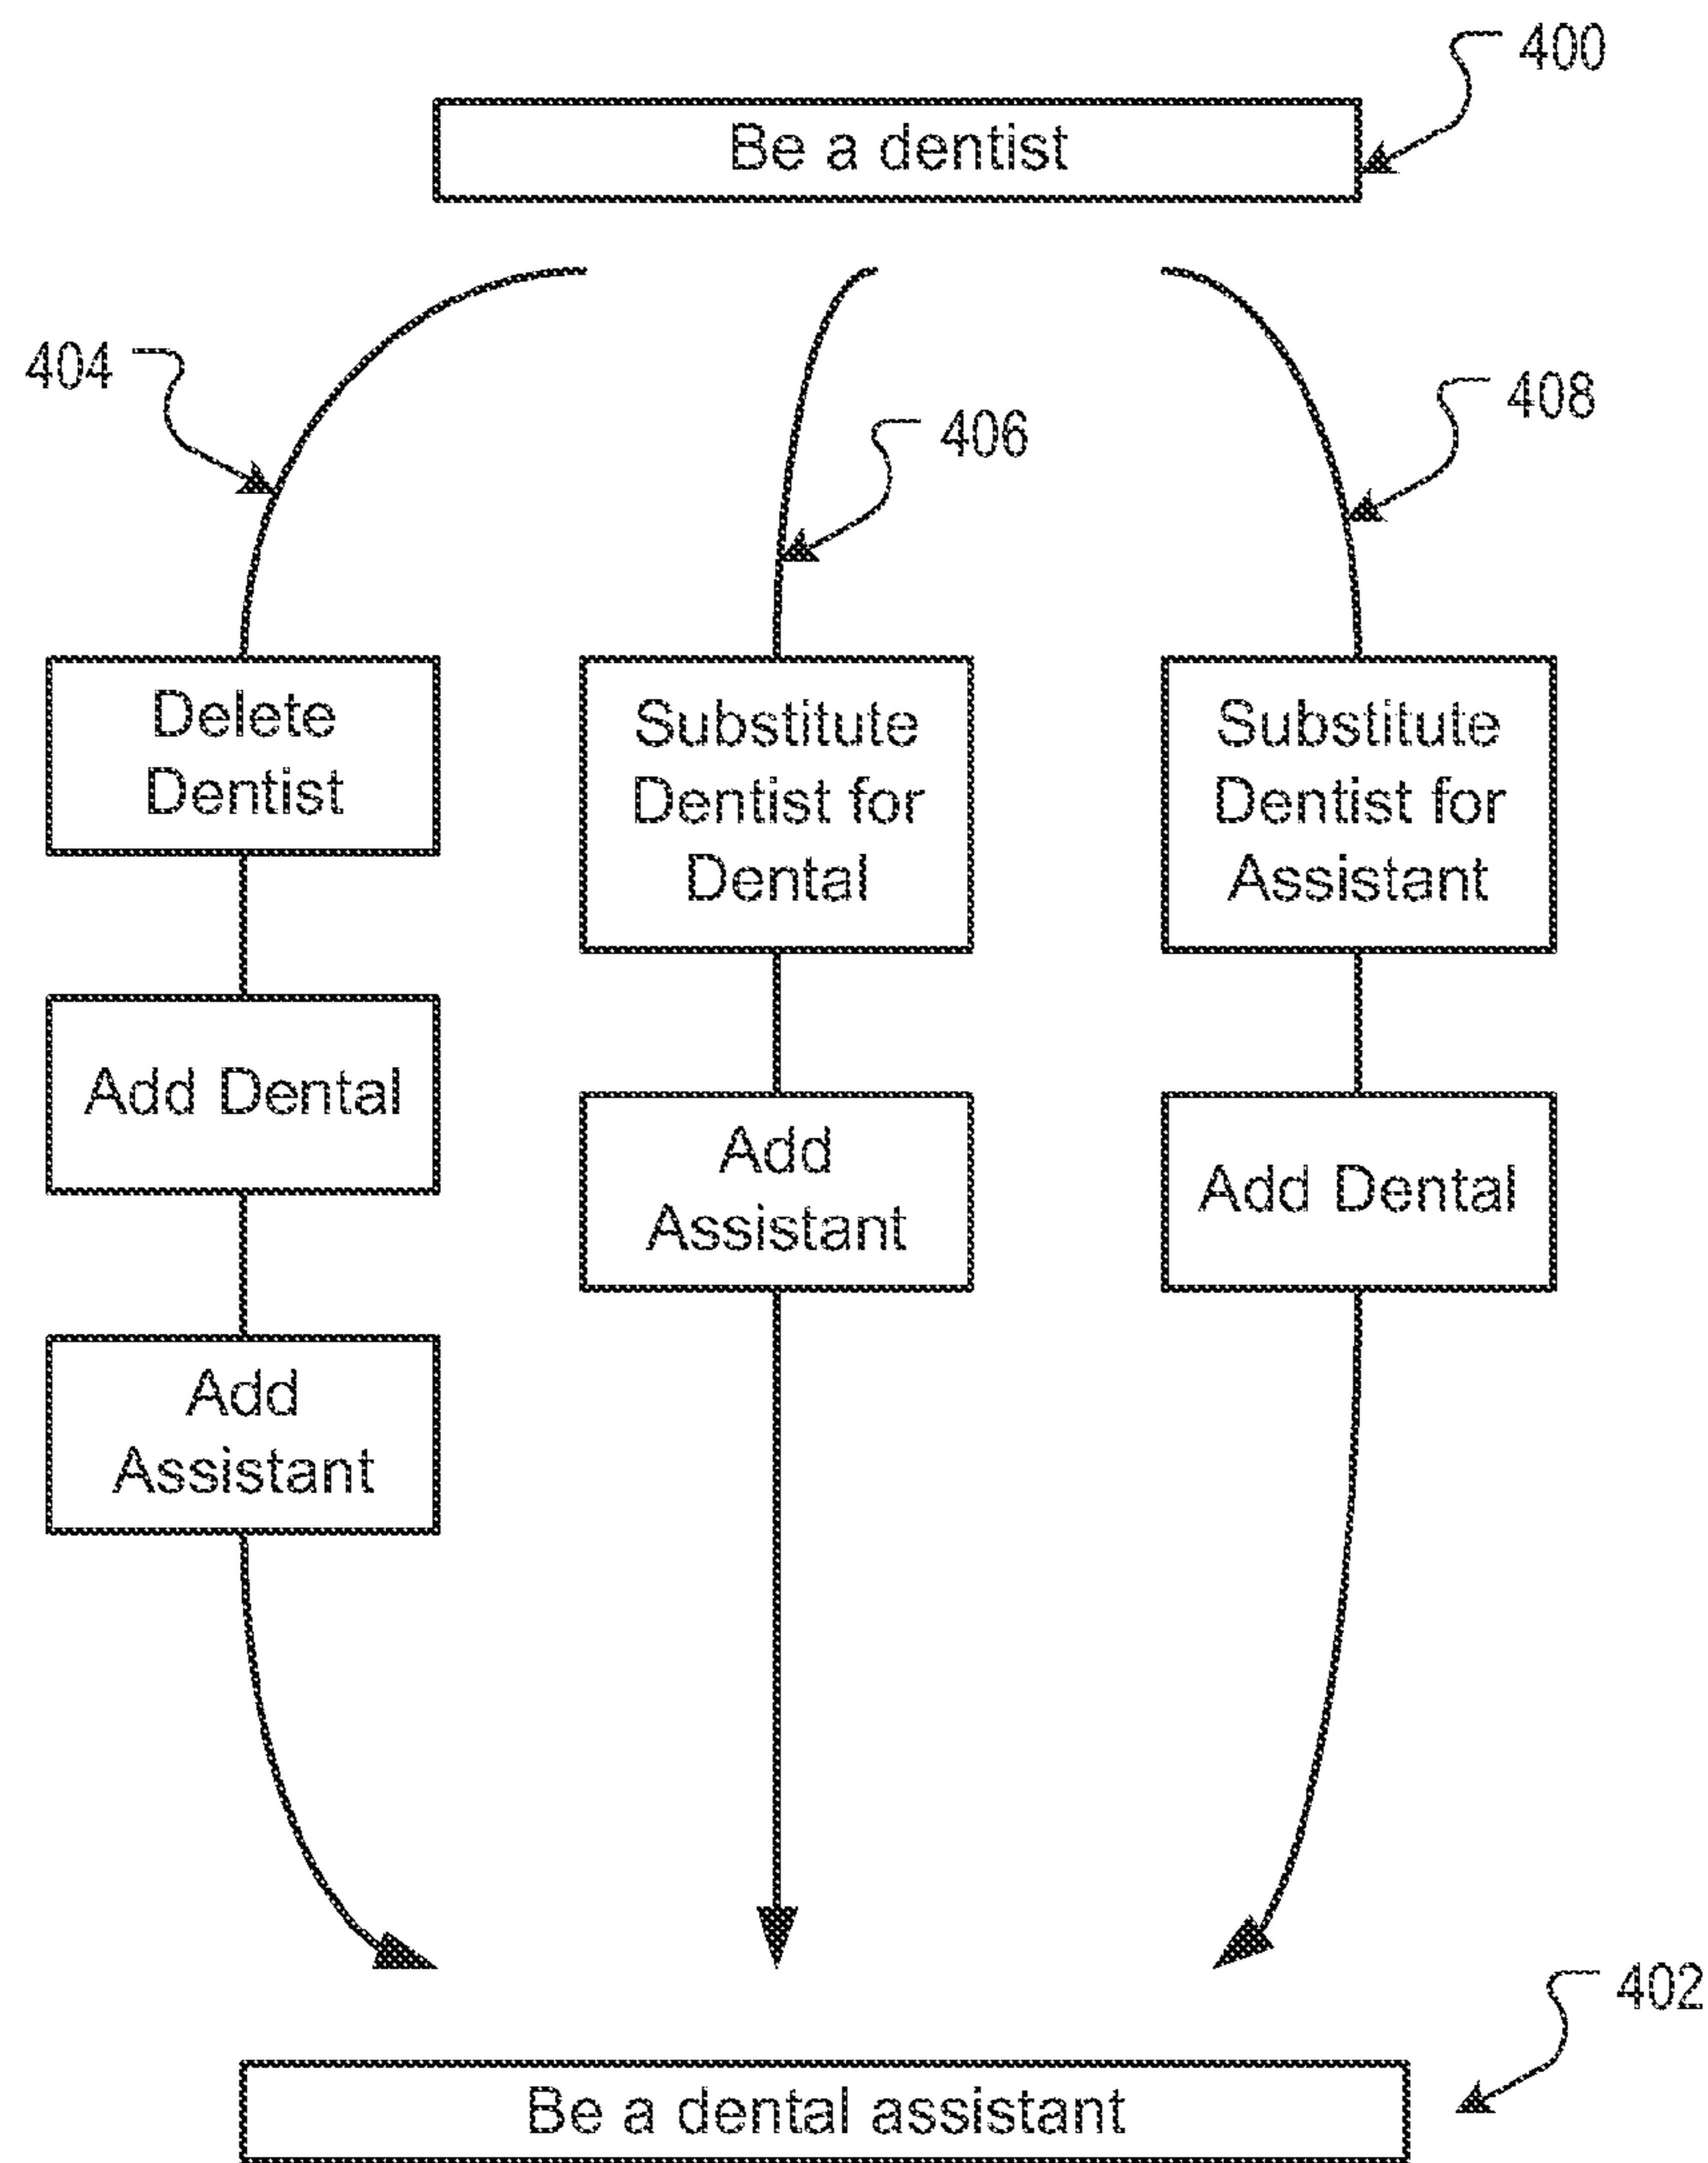 400
Be a dentist
404
406
408
Delete
Dentist
Substitute
Dentist for
Dental
Substitute
Dentist for
Assistant
Add Dental
Add
Assistant
Add Dental
Add
Assistant
402
Be a dental assistant